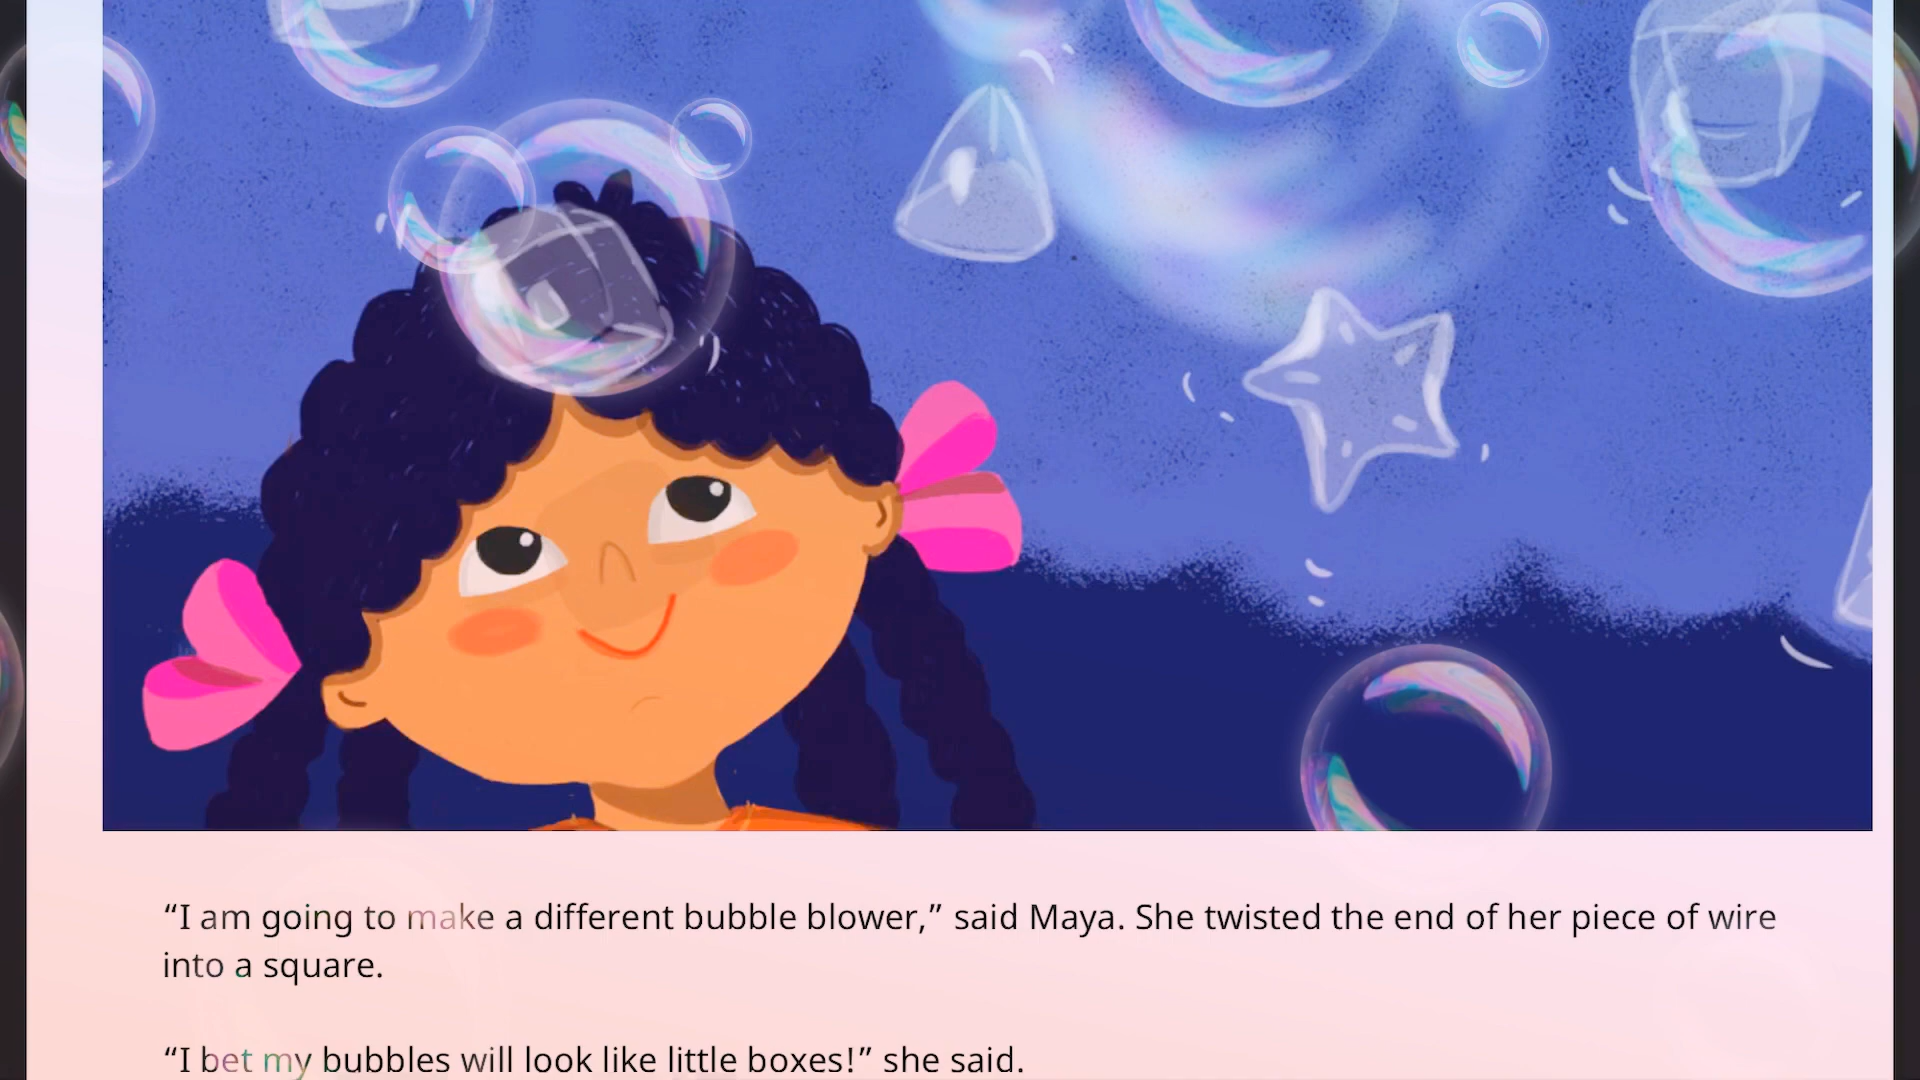 “I am going to make a different bubble blower,” said Maya. She twisted the end of her piece of wire
into a square.
“I bet my bubbles will look like little boxes!” she said.